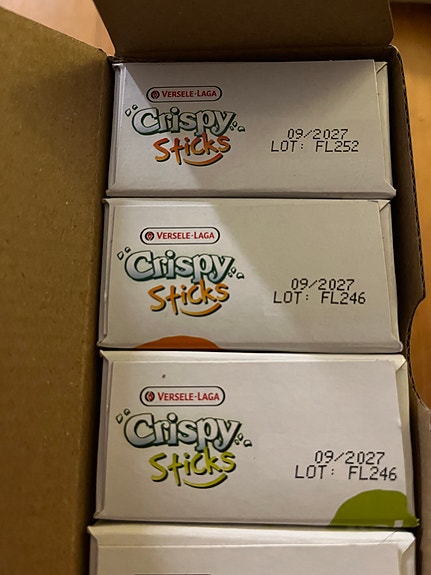 VERSELE-LAGA
Crispy
Sticks
09/2027
LOT: FL252
VERSELE-LAGA
Crispy
Sticks
09/2027
LOT: FL246
VERSELE-LAGA
Crispy
Sticks
09/2027
LOT: FL246